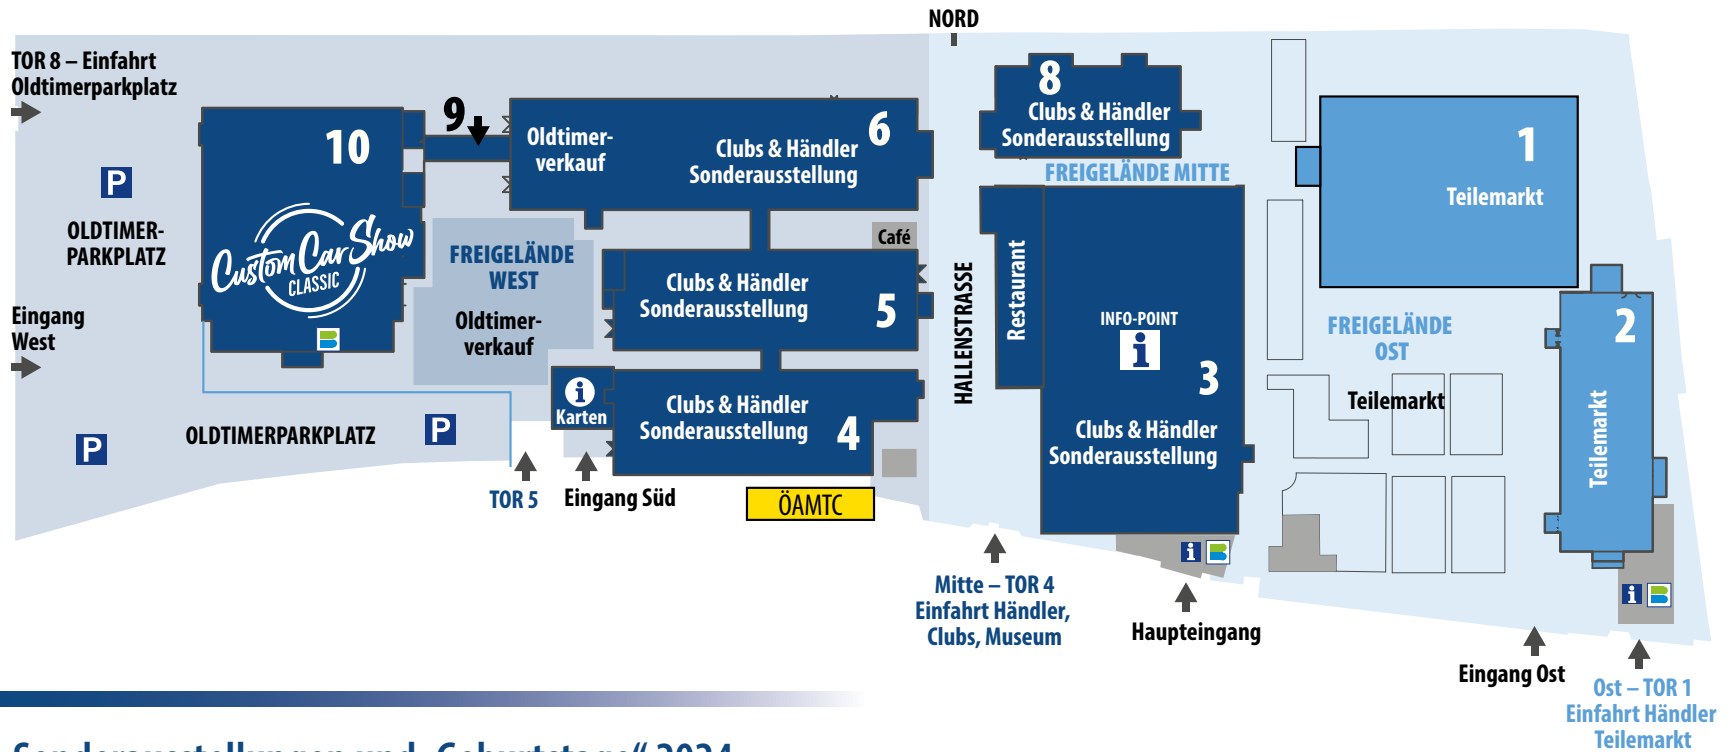 NORD
TOR 8 – Einfahrt
Oldtimerparkplatz
P
OLDTIMER-
PARKPLATZ
Eingang
West
P
OLDTIMERPARKPLATZ
P
10
Custom Car Show
CLASSIC
9
Oldtimer-
verkauf
6
Clubs & Händler
Sonderausstellung
FREIGELÄNDE
WEST
Oldtimer-
verkauf
Café
Clubs & Händler
Sonderausstellung
5
i
Karten
Clubs & Händler
Sonderausstellung
4
TOR 5
Eingang Süd
ÖAMTC
HALLENSTRASSE
8
Clubs & Händler
Sonderausstellung
FREIGELÄNDE MITTE
Restaurant
INFO-POINT
i
3
Clubs & Händler
Sonderausstellung
i
Mitte – TOR 4
Einfahrt Händler,
Clubs, Museum
Haupteingang
1
Teilemarkt
FREIGELÄNDE
OST
Teilemarkt
2
Teilemarkt
i
Eingang Ost
Ost – TOR 1
Einfahrt Händler
Teilemarkt
Sonderausstellungen und „Geburtstage“ 2024